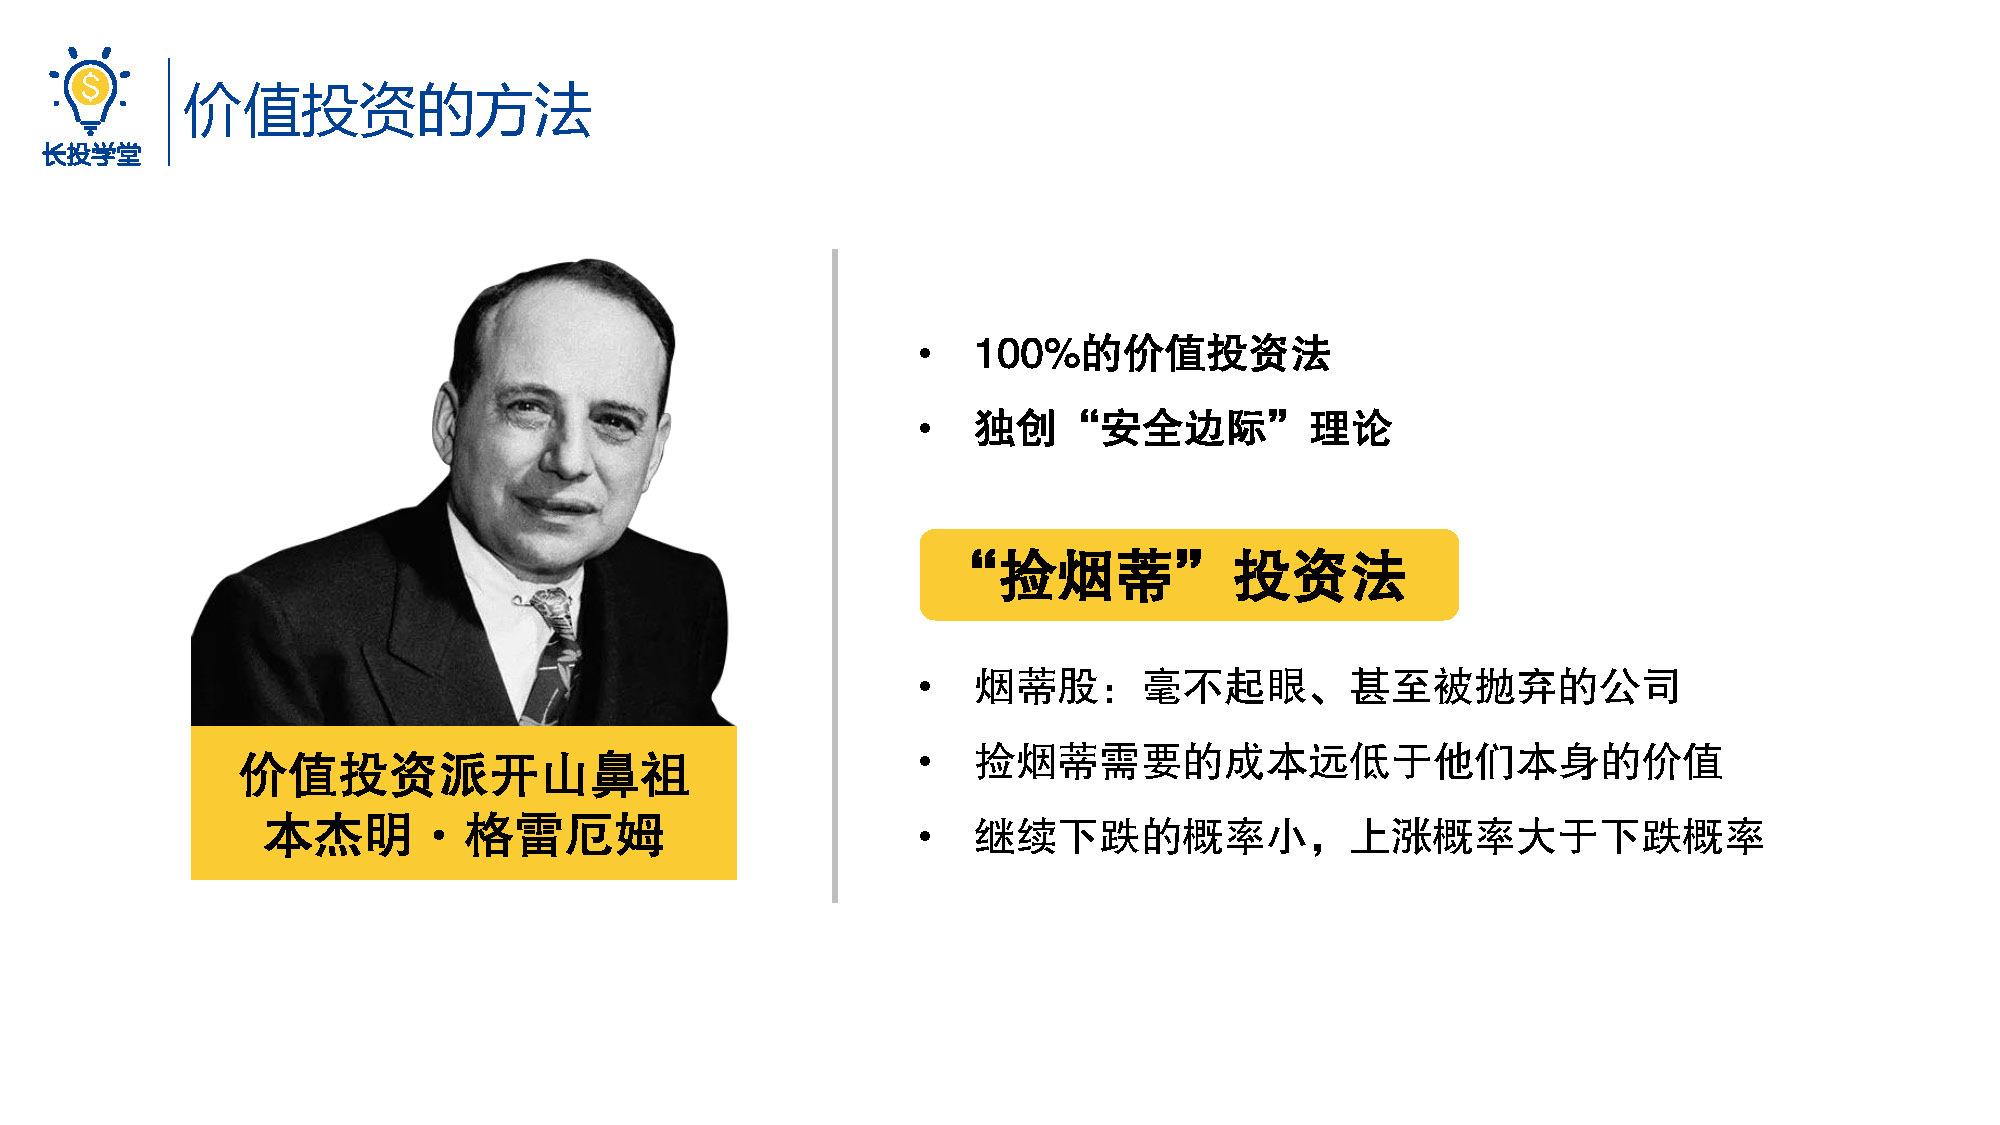 长投学堂
价值投资的方法
价值投资派开山鼻祖
本杰明·格雷厄姆
• 100%的价值投资法
• 独创“安全边际”理论
“捡烟蒂”投资法
• 烟蒂股：毫不起眼、甚至被抛弃的公司
• 捡烟蒂需要的成本远低于他们本身的价值
• 继续下跌的概率小，上涨概率大于下跌概率